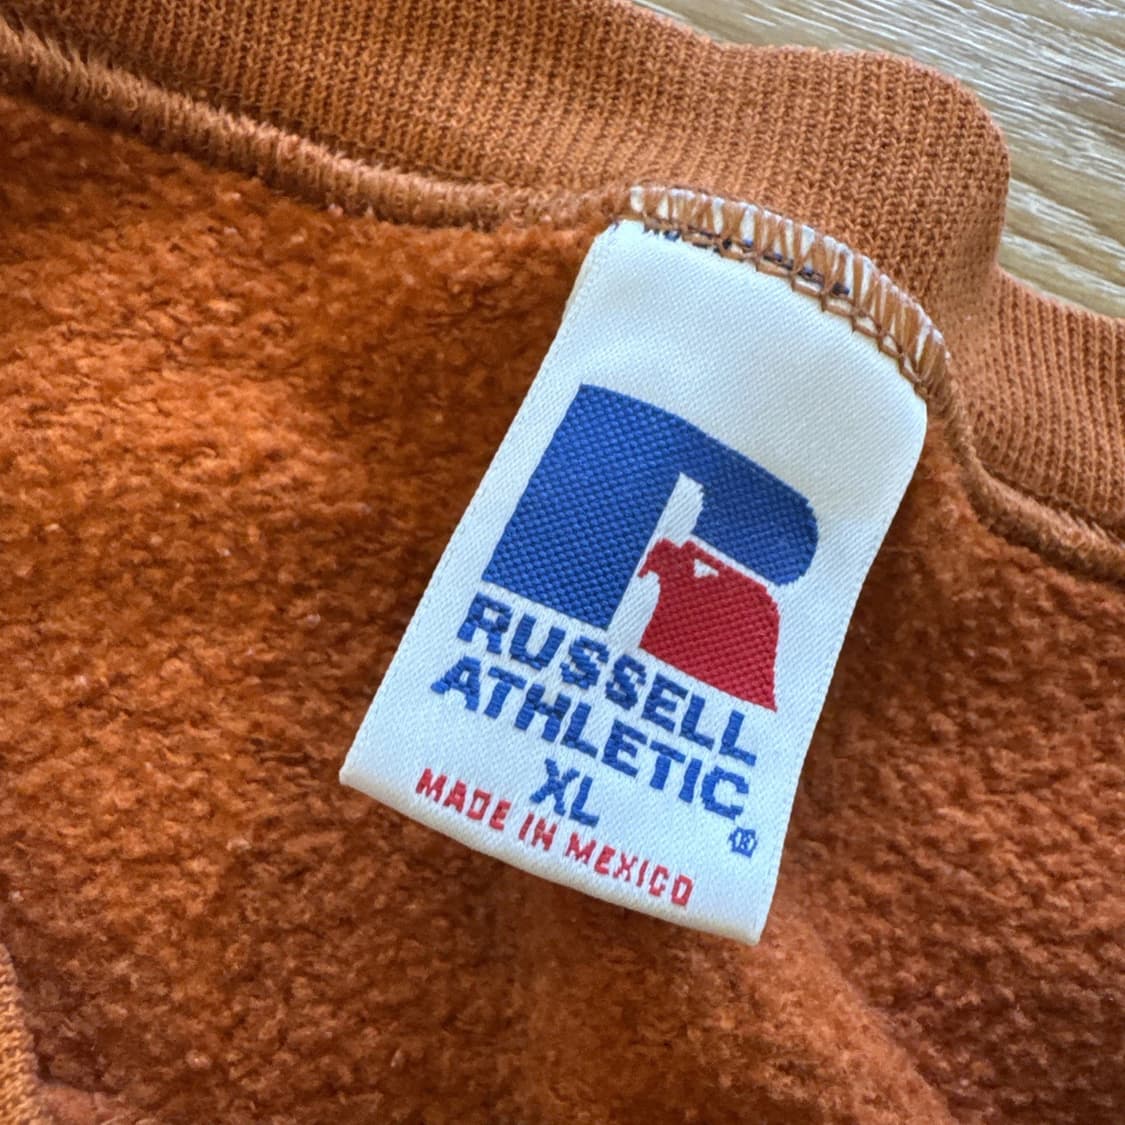 RUSSELL
ATHLETIC
XL
®
MADE IN MEXICO